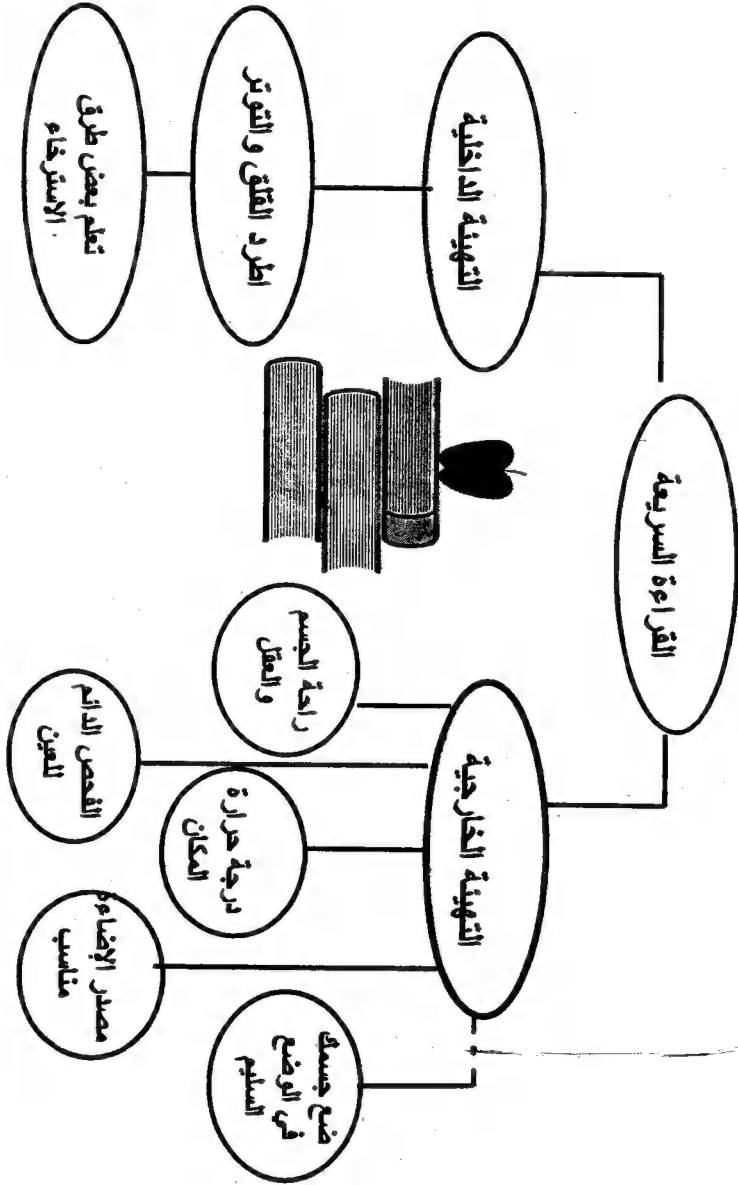 القراءة السريعة
التهيئة الخارجية
ضع جسمك
في الوضع
السليم
مصدر الإضاءة
مناسب
درجة حرارة
المكان
الفحص الدائم
للعين
راحة الجسم
والعقل
التهيئة الداخلية
اطرد القلق والتوتر
تعلم بعض طرق
الاسترخاء.